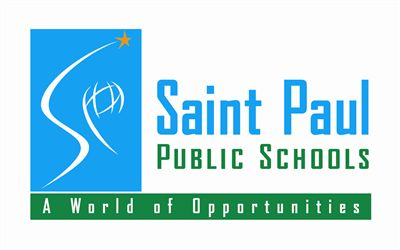 Saint Paul
PUBLIC SCHOOLS
A World of Opportunities